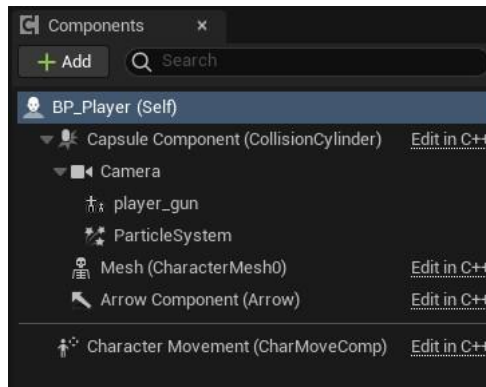 Components ×
+ Add Search
BP_Player (Self)
Capsule Component (CollisionCylinder) Edit in C++
Camera
player_gun
ParticleSystem
Mesh (CharacterMesh0) Edit in C++
Arrow Component (Arrow) Edit in C++
Character Movement (CharMoveComp) Edit in C++